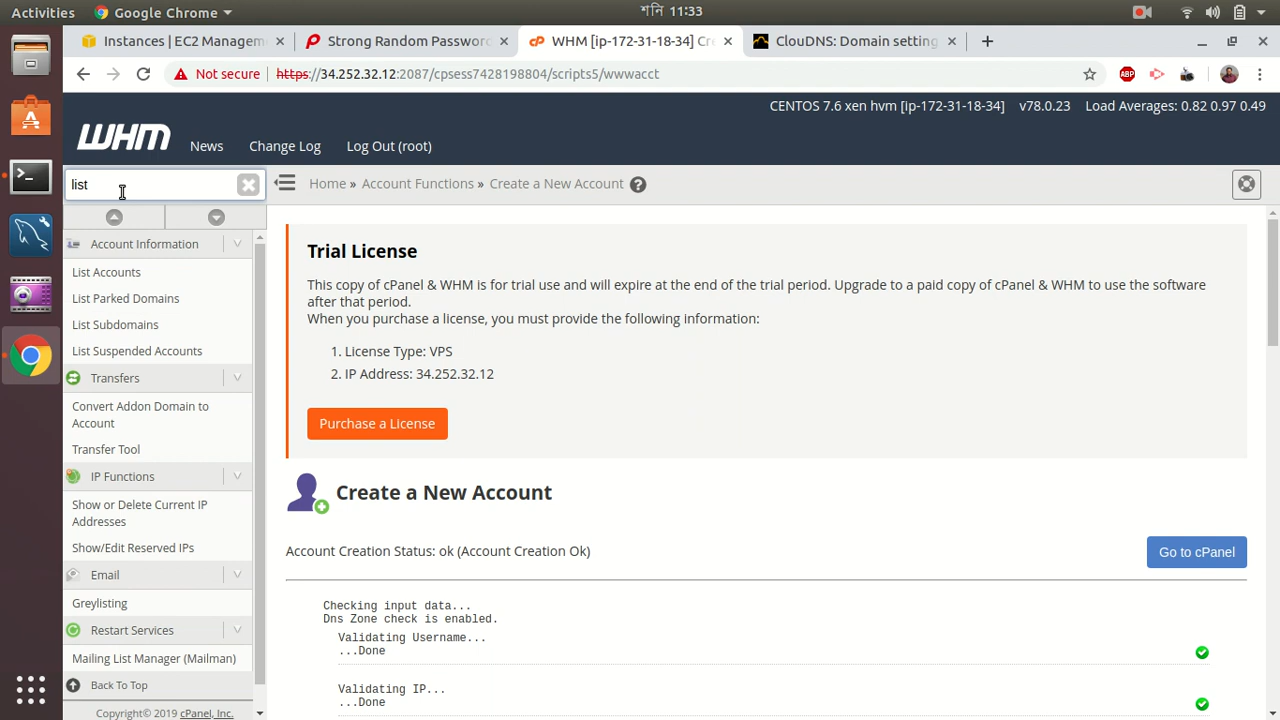 Activities
Google Chrome
শনি 11:33
Instances | EC2 Managem
Strong Random Password
WHM [ip-172-31-18-34] Cr
ClouDNS: Domain setting
Not secure
https://34.252.32.12:2087/cpsess7428198804/scripts5/wwwacct
ABP
CENTOS 7.6 xen hvm [ip-172-31-18-34] v78.0.23 Load Averages: 0.82 0.97 0.49
WHM
News
Change Log
Log Out (root)
list
Home » Account Functions » Create a New Account
Account Information
List Accounts
List Parked Domains
List Subdomains
List Suspended Accounts
Transfers
Convert Addon Domain to
Account
Transfer Tool
IP Functions
Show or Delete Current IP
Addresses
Show/Edit Reserved IPs
Email
Greylisting
Restart Services
Mailing List Manager (Mailman)
Back To Top
Copyright© 2019 cPanel, Inc.
Trial License
This copy of cPanel & WHM is for trial use and will expire at the end of the trial period. Upgrade to a paid copy of cPanel & WHM to use the software
after that period.
When you purchase a license, you must provide the following information:
1. License Type: VPS
2. IP Address: 34.252.32.12
Purchase a License
Create a New Account
Account Creation Status: ok (Account Creation Ok)
Go to cPanel
Checking input data...
Dns Zone check is enabled.
Validating Username...
...Done
Validating IP...
...Done